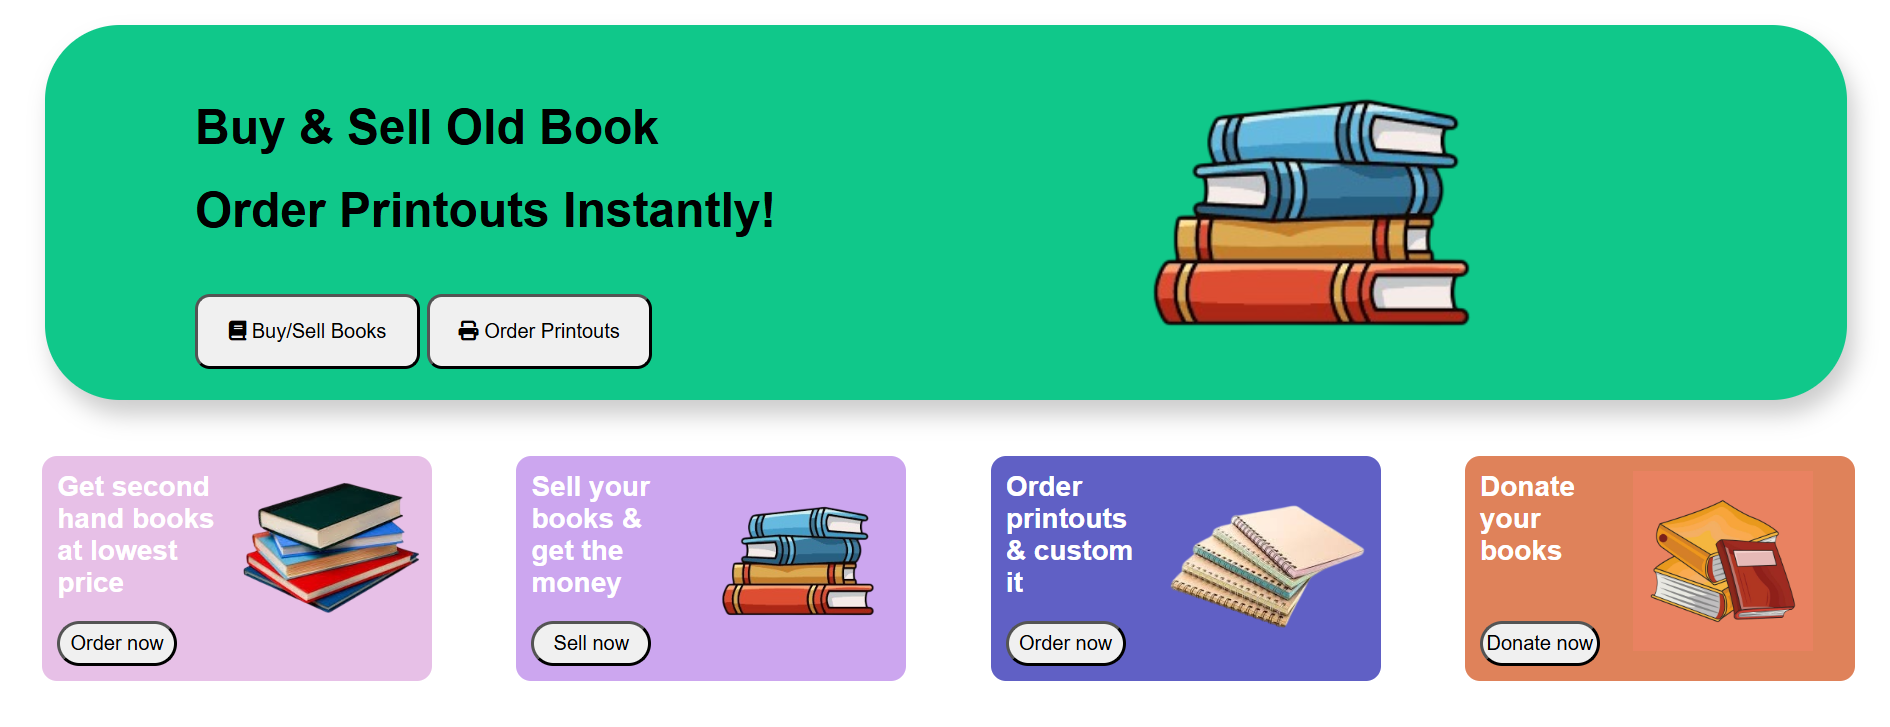 Buy & Sell Old Book
Order Printouts Instantly!
Buy/Sell Books
Order Printouts
Get second
hand books
at lowest
price
Order now
Sell your
books &
get the
money
Sell now
Order
printouts
& custom
it
Order now
Donate
your
books
Donate now